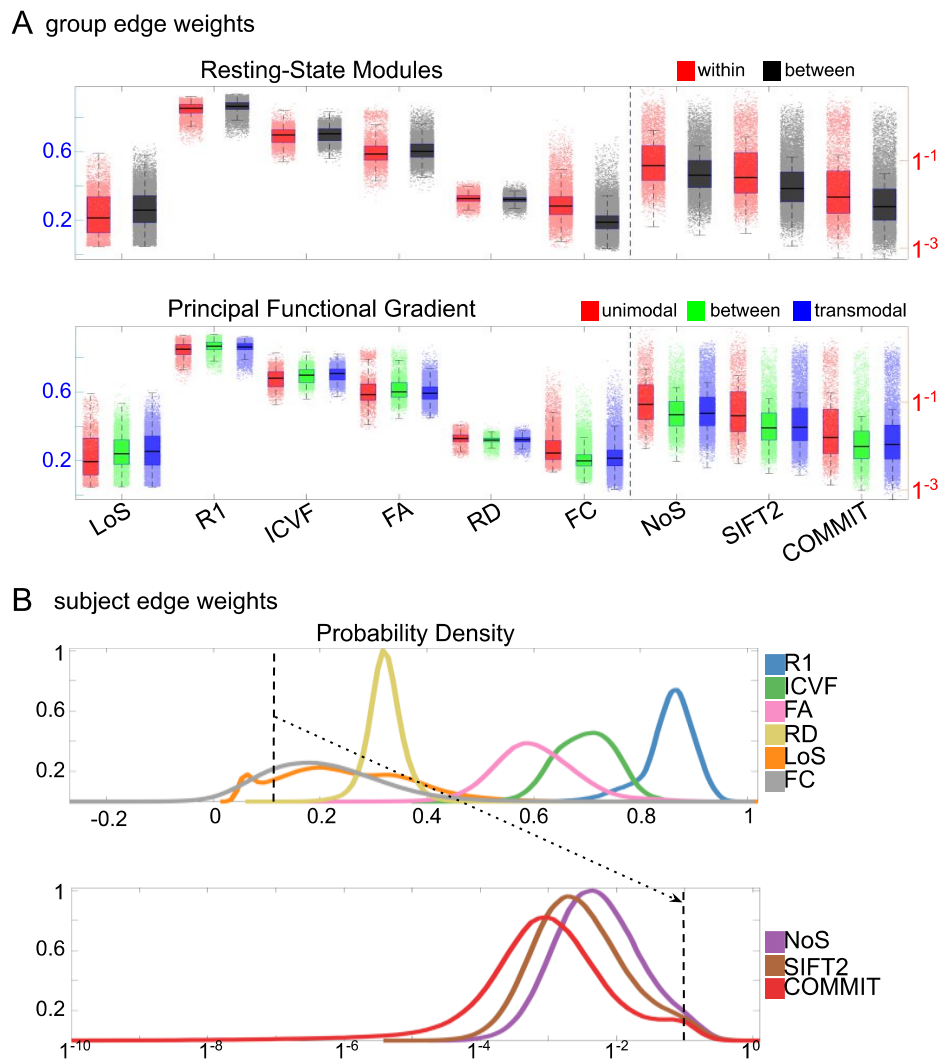 A group edge weights
Resting-State Modules
within between
0.6
0.2
1⁻¹
1⁻³
Principal Functional Gradient
unimodal between transmodal
0.6
0.2
1⁻¹
1⁻³
LoS R1 ICVF FA RD FC NoS SIFT2 COMMIT
B subject edge weights
Probability Density
1
0.6
0.2
-0.2 0 0.2 0.4 0.6 0.8 1
R1
ICVF
FA
RD
LoS
FC
1
0.6
0.2
1⁻¹⁰ 1⁻⁸ 1⁻⁶ 1⁻⁴ 1⁻² 1⁰
NoS
SIFT2
COMMIT